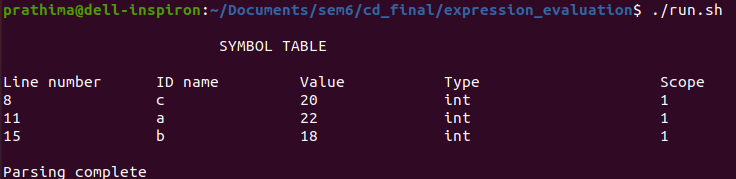 prathima@dell-inspiron:~/Documents/sem6/cd_final/expression_evaluation$ ./run.sh
SYMBOL TABLE
Line number ID name Value Type Scope
8 c 20 int 1
11 a 22 int 1
15 b 18 int 1
Parsing complete